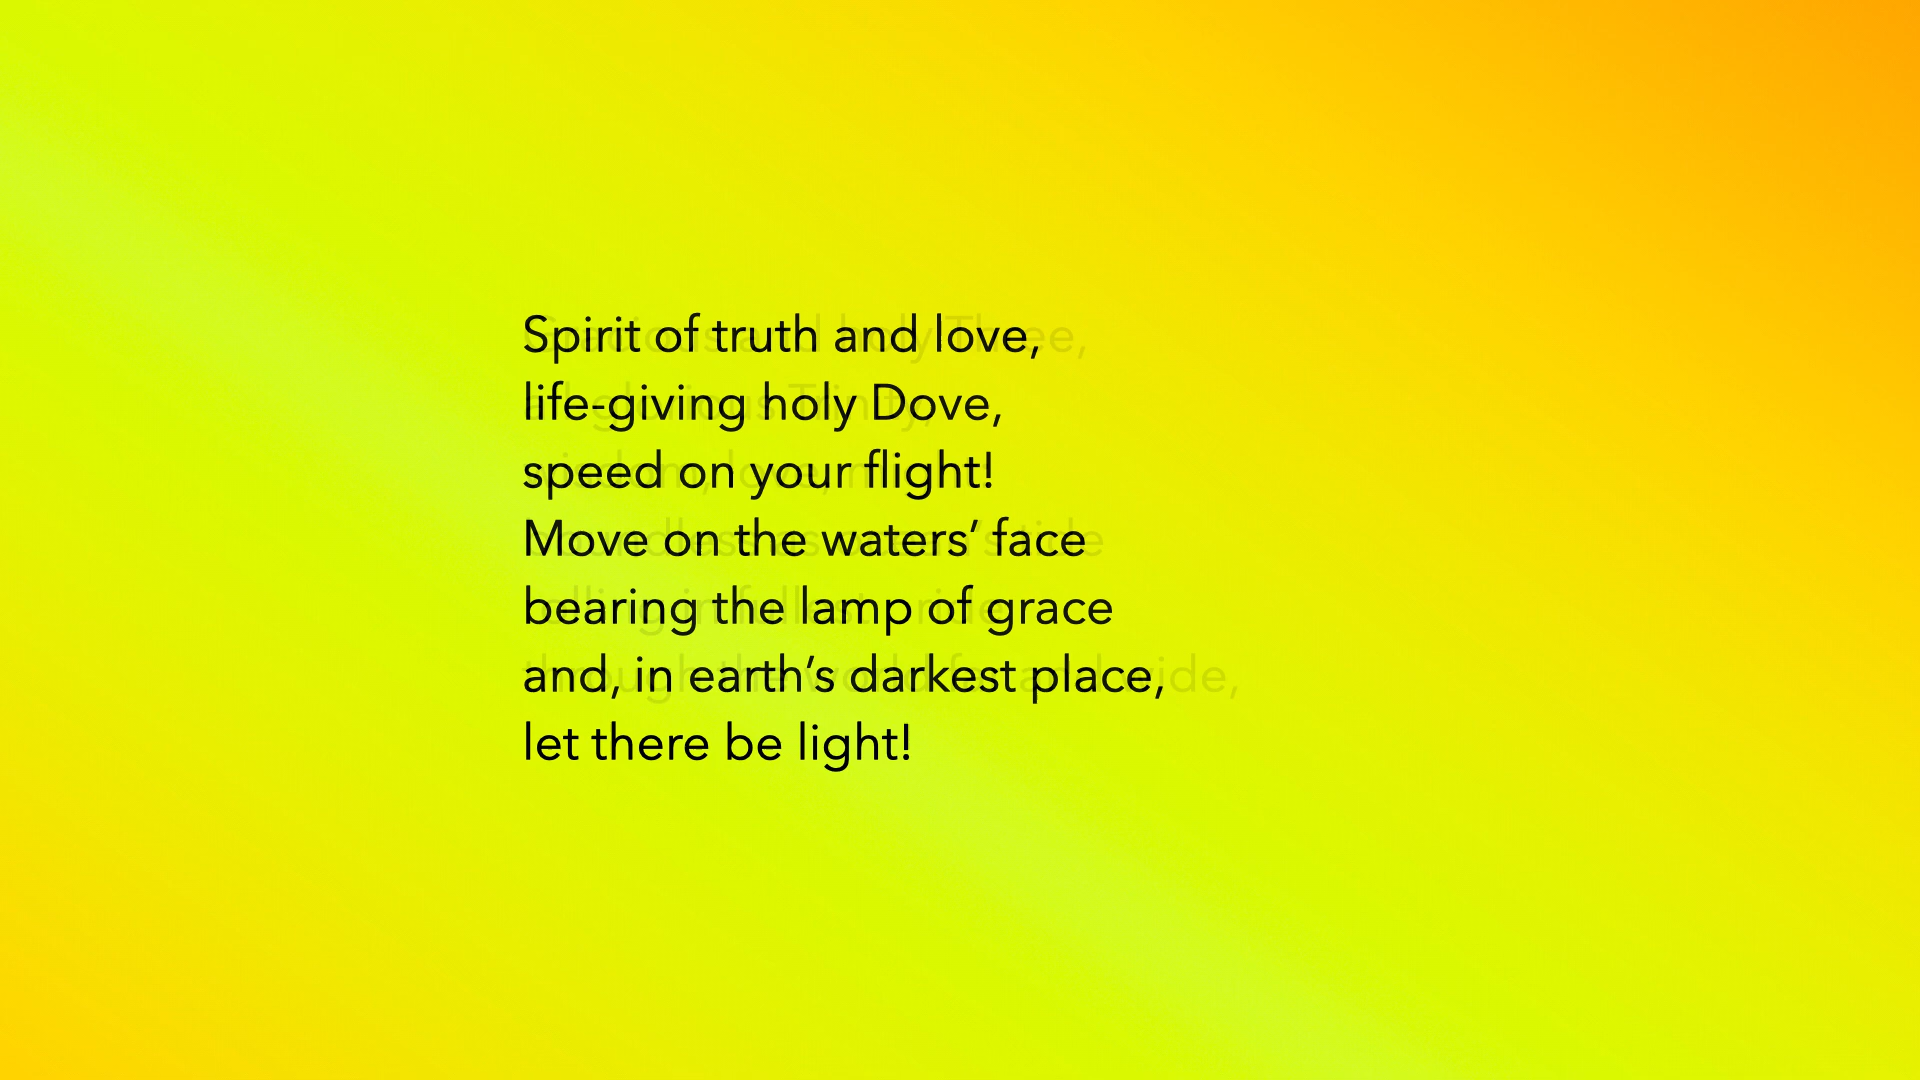 Spirit of truth and love,
life-giving holy Dove,
speed on your flight!
Move on the waters’ face
bearing the lamp of grace
and, in earth’s darkest place,
let there be light!